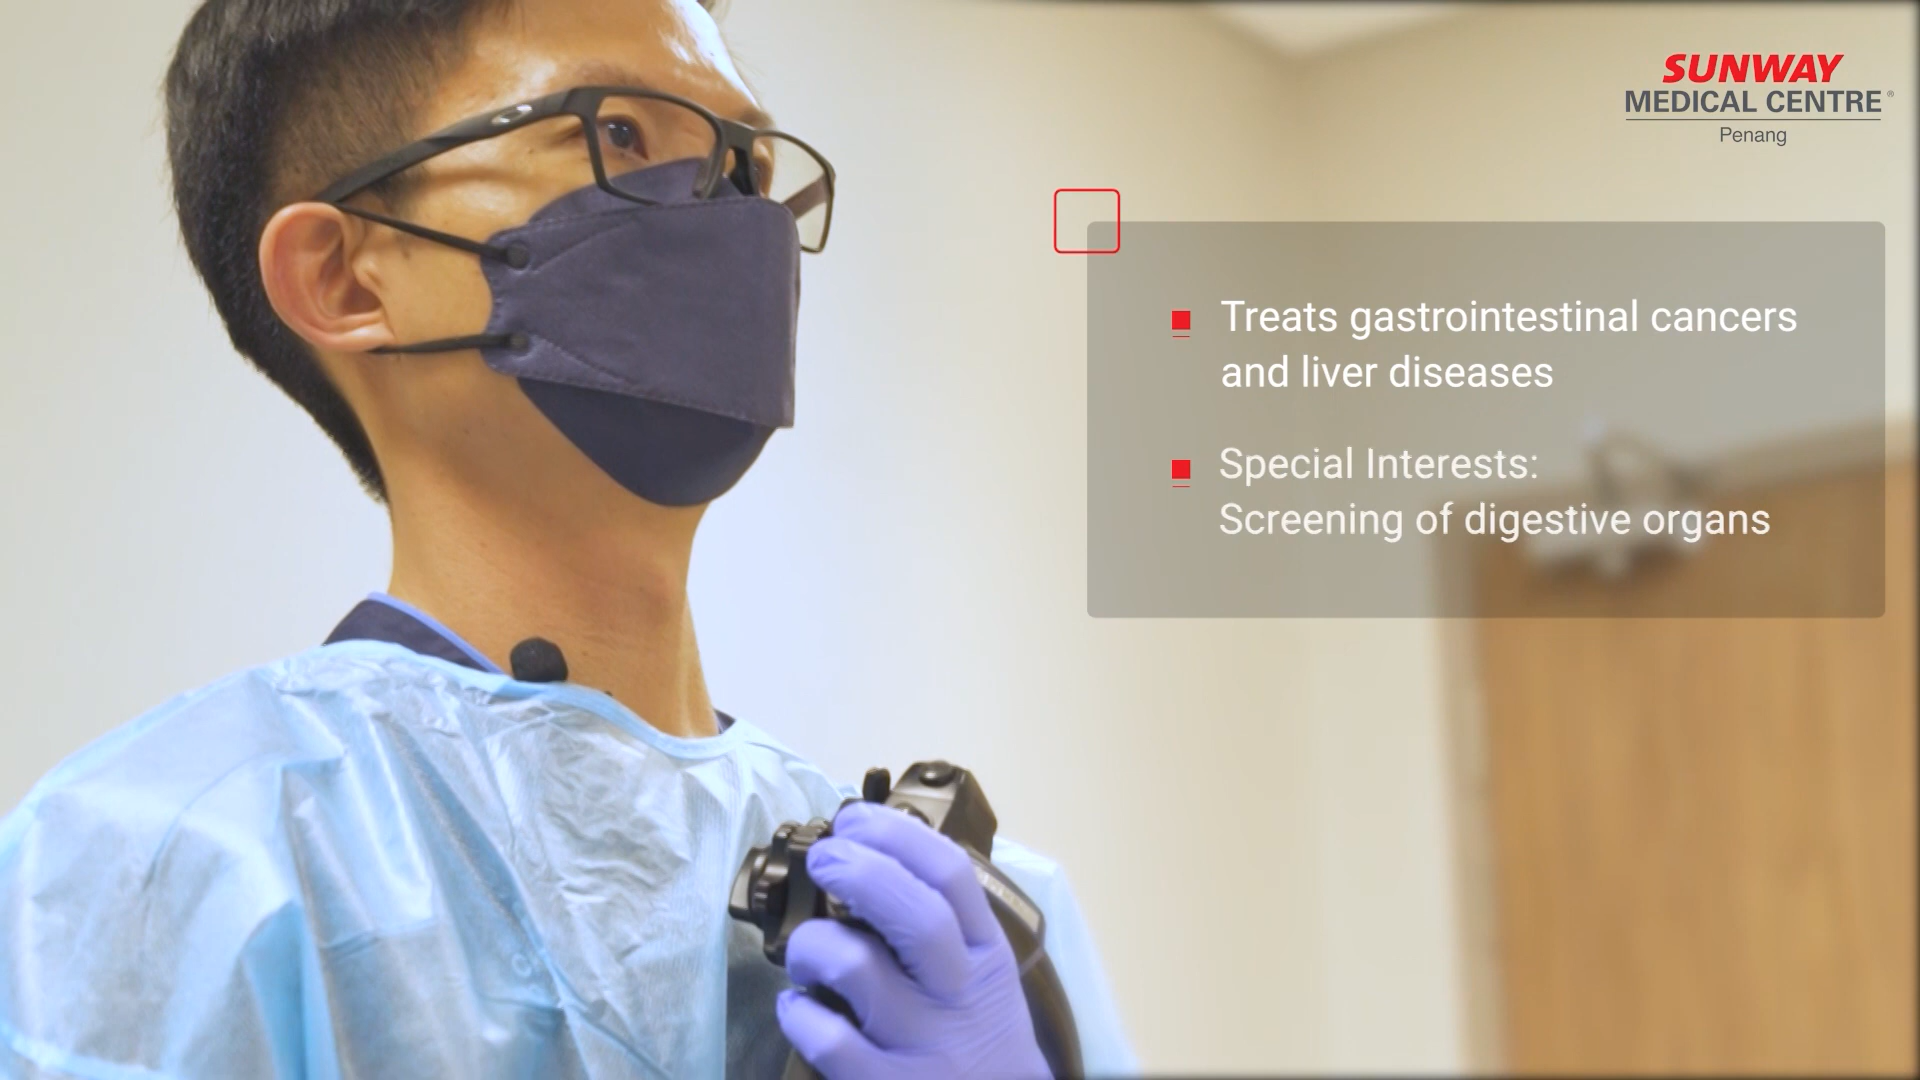 SUNWAY
MEDICAL CENTRE®
Penang
Treats gastrointestinal cancers
and liver diseases
Special Interests:
Screening of digestive organs